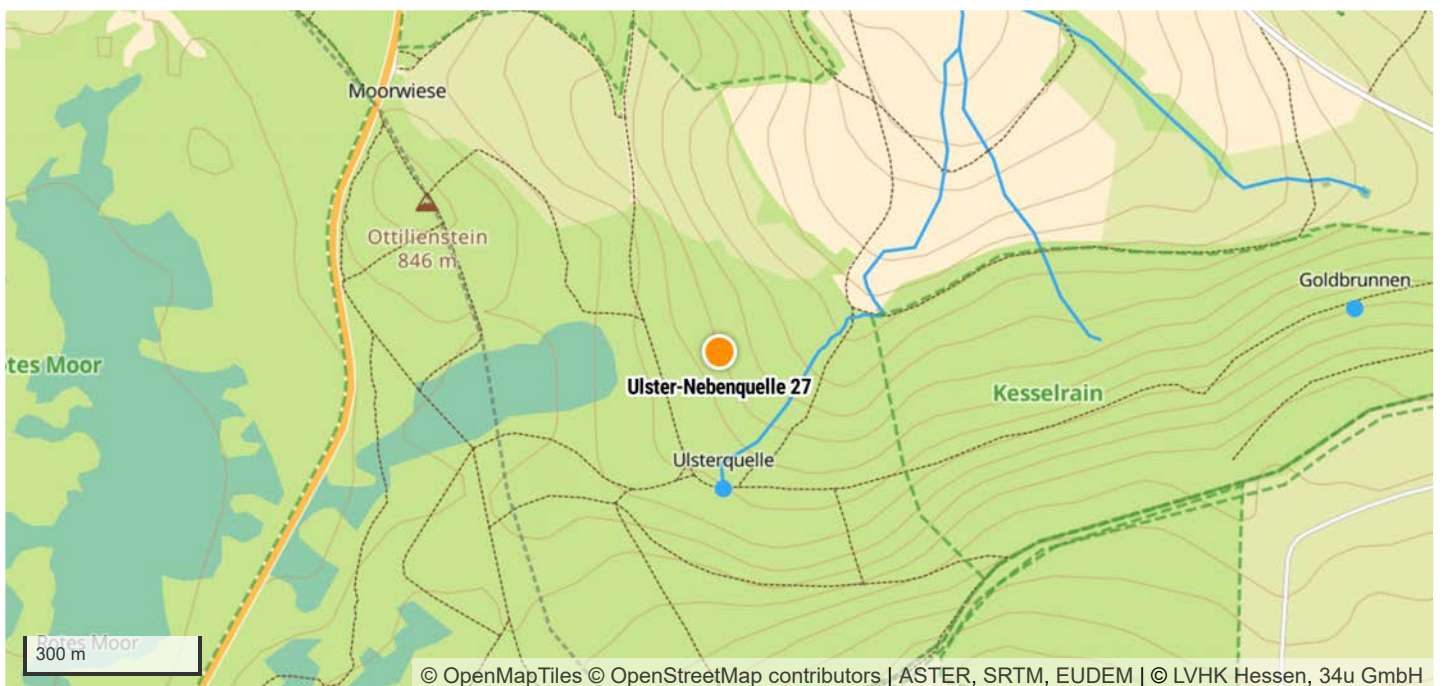 Moorwiese
Ottilienstein
846 m
Goldbrunnen
tes Moor
Ulster-Nebenquelle 27
Kesselrain
Ulsterquelle
Rotes Moor
300 m
© OpenMapTiles © OpenStreetMap contributors | ASTER, SRTM, EUDEM | © LVHK Hessen, 34u GmbH